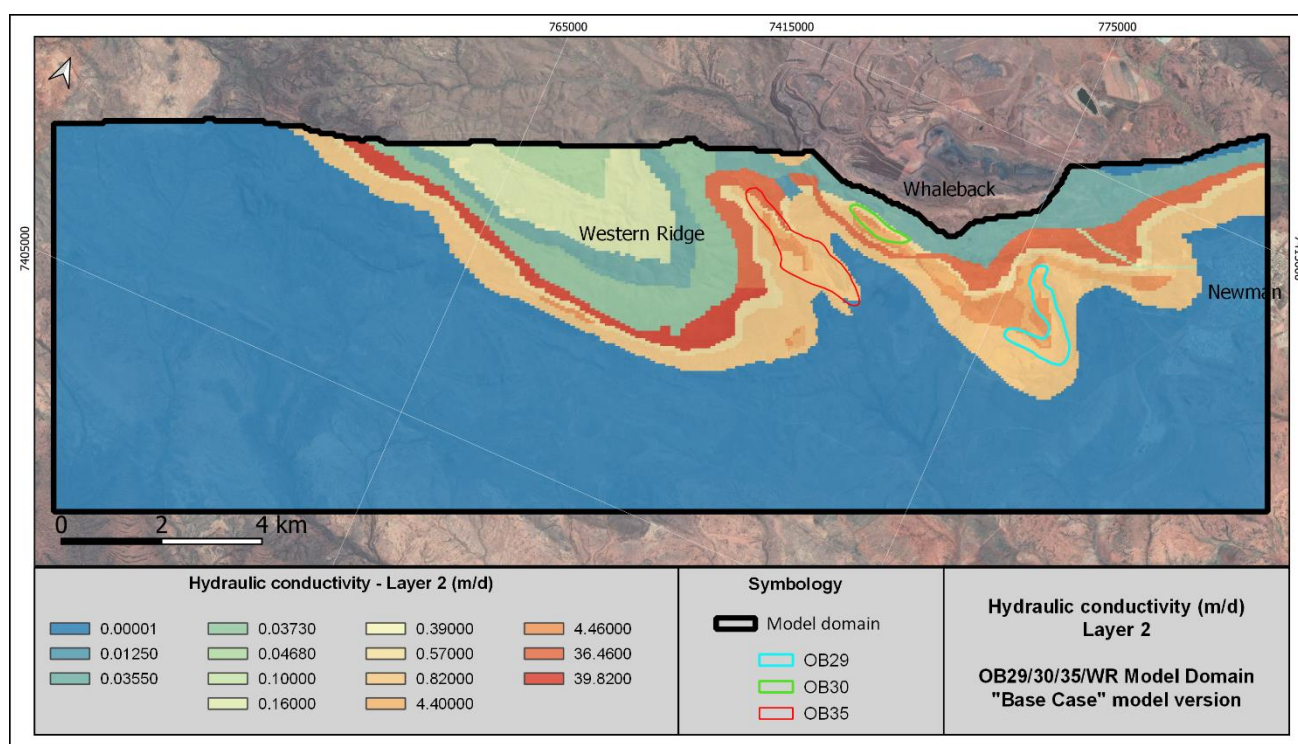 765000
7415000
775000
Whaleback
Western Ridge
7405000
Newman
0 2 4 km
Hydraulic conductivity - Layer 2 (m/d)
0.00001 0.03730 0.39000 4.46000
0.01250 0.04680 0.57000 36.4600
0.03550 0.10000 0.82000 39.8200
0.16000 4.40000
Symbology
Model domain
OB29
OB30
OB35
Hydraulic conductivity (m/d)
Layer 2
OB29/30/35/WR Model Domain
"Base Case" model version